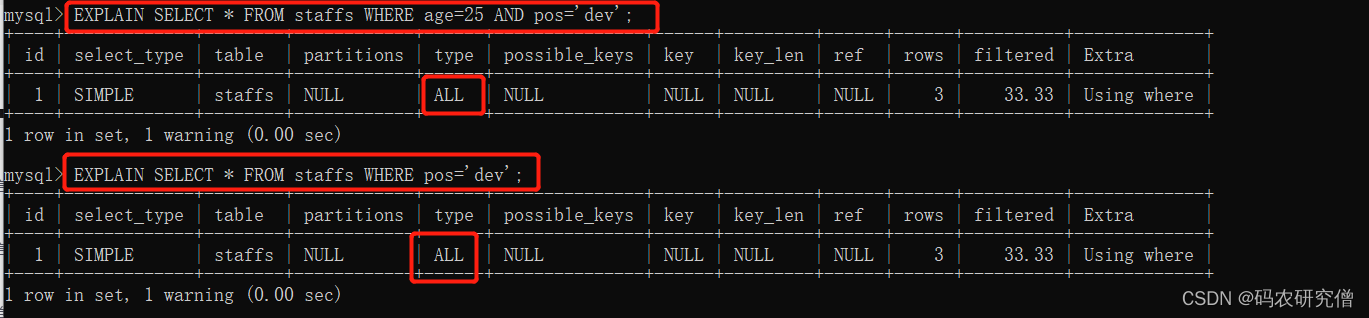 mysql> EXPLAIN SELECT * FROM staffs WHERE age=25 AND pos='dev';
+----+-------------+--------+------------+------+---------------+------+---------+------+------+----------+-------------+
| id | select_type | table | partitions | type | possible_keys | key | key_len | ref | rows | filtered | Extra |
+----+-------------+--------+------------+------+---------------+------+---------+------+------+----------+-------------+
| 1 | SIMPLE | staffs | NULL | ALL | NULL | NULL | NULL | NULL | 3 | 33.33 | Using where |
+----+-------------+--------+------------+------+---------------+------+---------+------+------+----------+-------------+
1 row in set, 1 warning (0.00 sec)
mysql> EXPLAIN SELECT * FROM staffs WHERE pos='dev';
+----+-------------+--------+------------+------+---------------+------+---------+------+------+----------+-------------+
| id | select_type | table | partitions | type | possible_keys | key | key_len | ref | rows | filtered | Extra |
+----+-------------+--------+------------+------+---------------+------+---------+------+------+----------+-------------+
| 1 | SIMPLE | staffs | NULL | ALL | NULL | NULL | NULL | NULL | 3 | 33.33 | Using where |
+----+-------------+--------+------------+------+---------------+------+---------+------+------+----------+-------------+
1 row in set, 1 warning (0.00 sec)
CSDN @码农研究僧